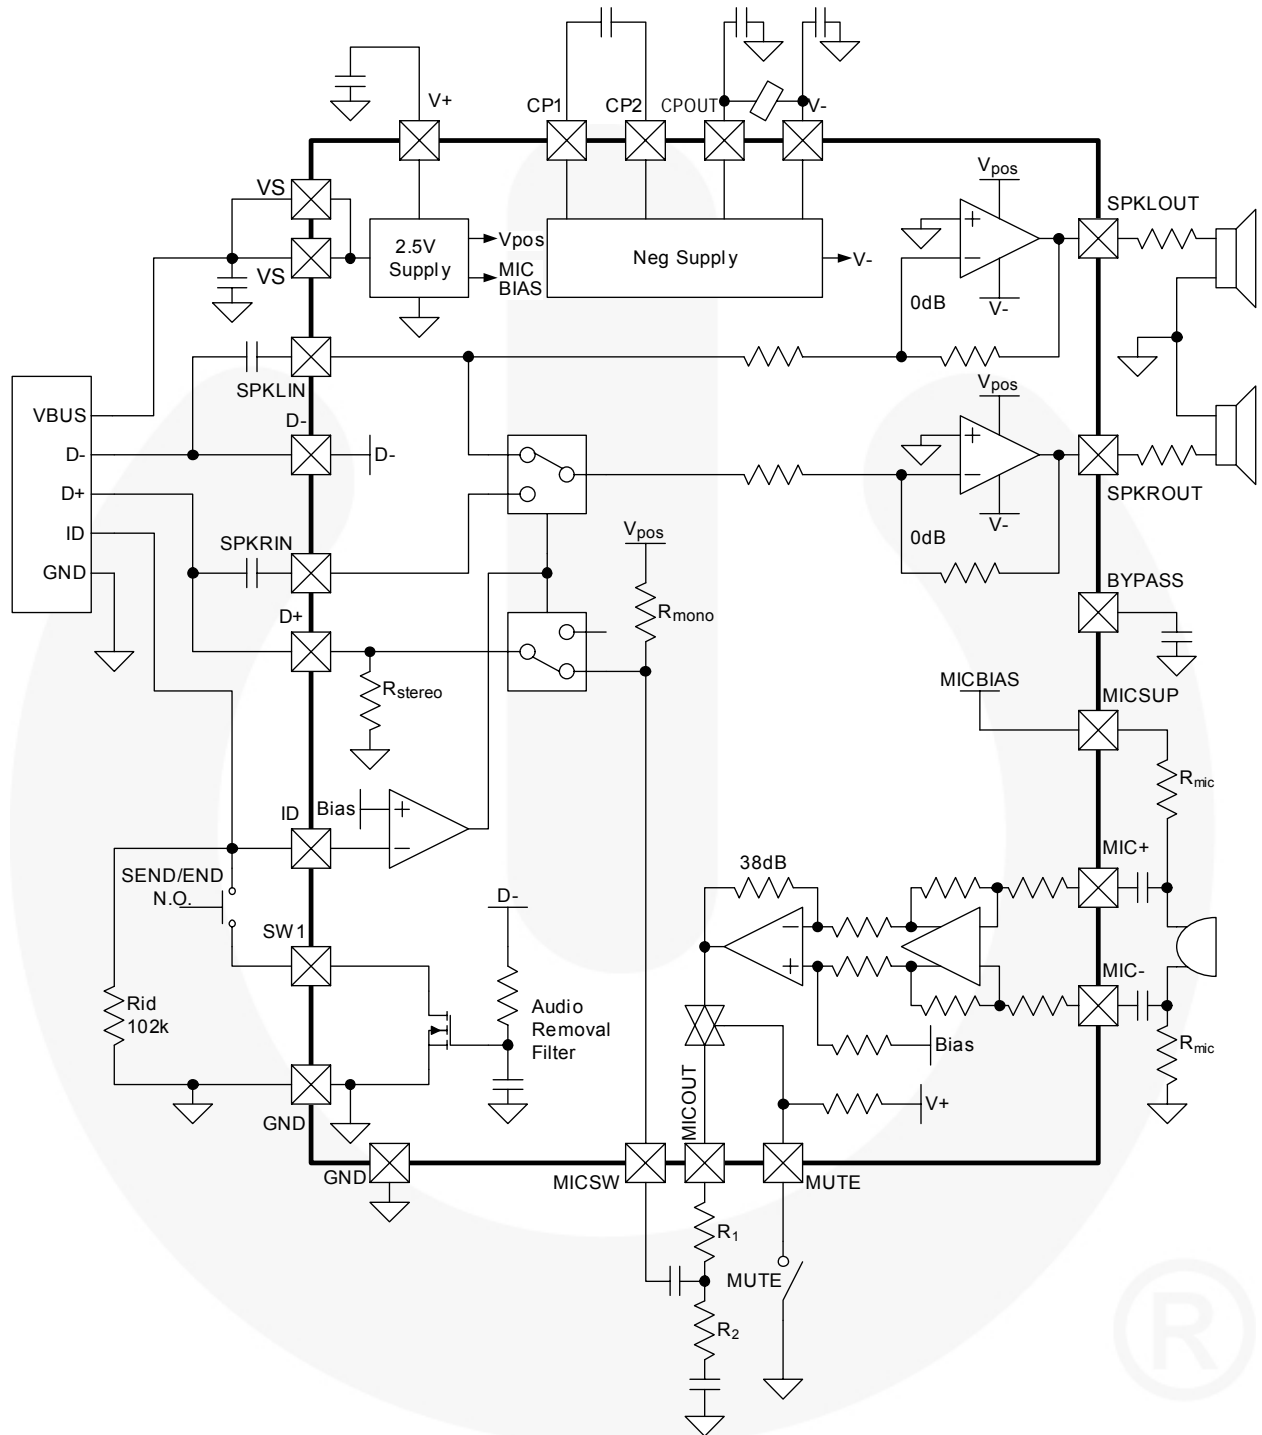 V+
CP1
CP2
CPOUT
V-
VS
VS
2.5V
Supply
Vpos
MIC
BIAS
Neg Supply
V-
Vpos
+
−
0dB
V-
SPKLOUT
SPKLIN
VBUS
D-
D+
ID
GND
D-
D-
SPKRIN
D+
Vpos
+
−
0dB
V-
SPKROUT
Vpos
Rmono
Rstereo
BYPASS
MICBIAS
MICSUP
Rmic
Bias
+
−
ID
SEND/END
N.O.
SW1
Rid
102k
GND
D-
Audio
Removal
Filter
38dB
−
+
MIC+
MIC-
Rmic
Bias
V+
MICOUT
GND
MICSW
MUTE
R1
MUTE
R2
®